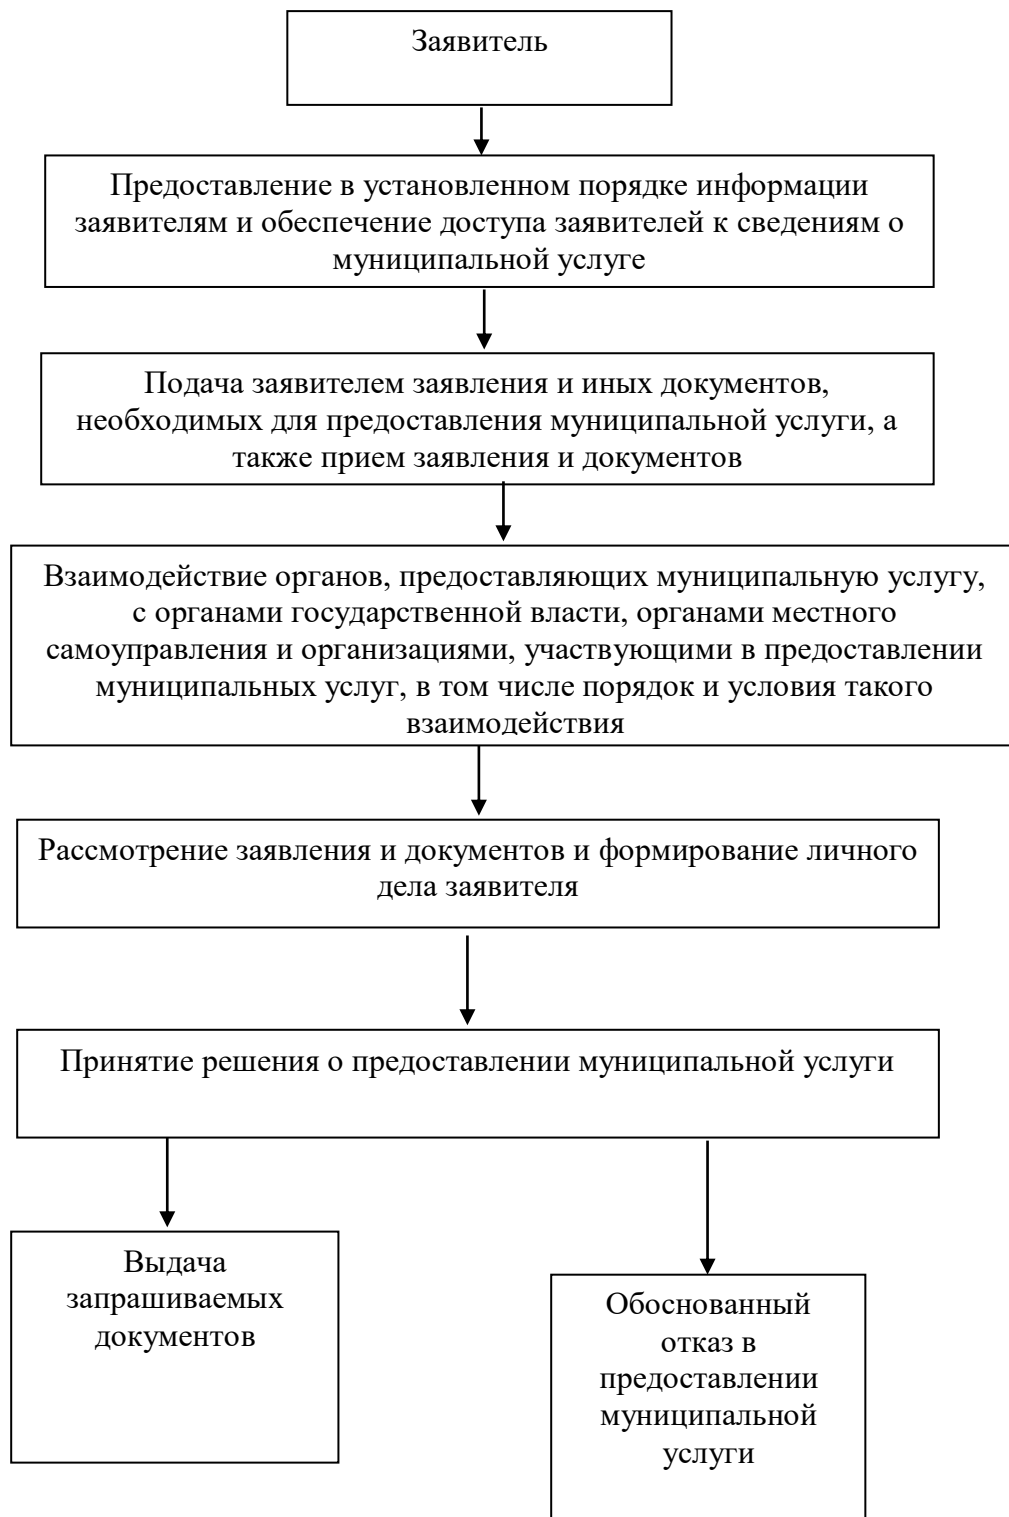 Заявитель
Предоставление в установленном порядке информации
заявителям и обеспечение доступа заявителей к сведениям о
муниципальной услуге
Подача заявителем заявления и иных документов,
необходимых для предоставления муниципальной услуги, а
также прием заявления и документов
Взаимодействие органов, предоставляющих муниципальную услугу,
с органами государственной власти, органами местного
самоуправления и организациями, участвующими в предоставлении
муниципальных услуг, в том числе порядок и условия такого
взаимодействия
Рассмотрение заявления и документов и формирование личного
дела заявителя
Принятие решения о предоставлении муниципальной услуги
Выдача
запрашиваемых
документов
Обоснованный
отказ в
предоставлении
муниципальной
услуги